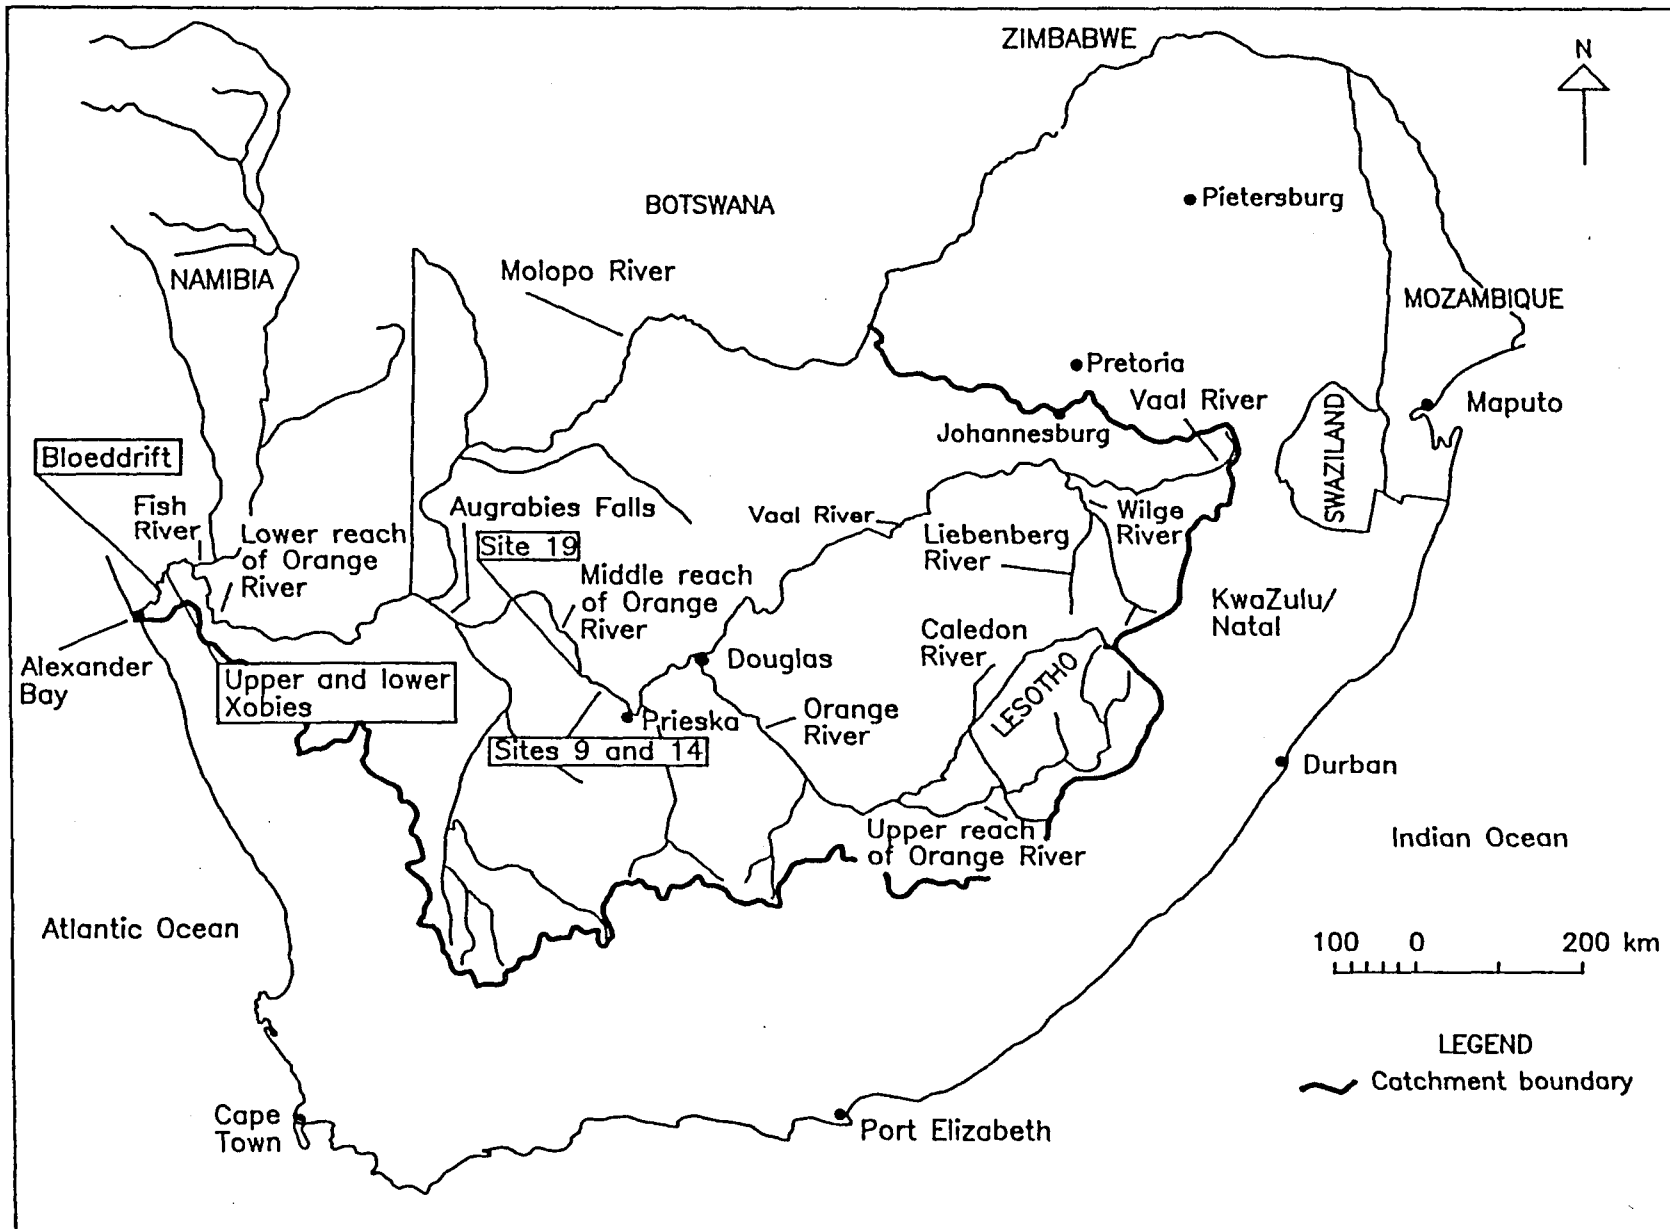 ZIMBABWE
N
BOTSWANA
Pietersburg
Molopo River
NAMIBIA
MOZAMBIQUE
Pretoria
Vaal River
Maputo
Johannesburg
SWAZILAND
Bloeddrift
Fish
River
Lower reach
of Orange
River
Augrabies Falls
Site 19
Vaal River
Wilge
River
Liebenberg
River
Middle reach
of Orange
River
KwaZulu/
Natal
Caledon
River
Alexander
Bay
Douglas
LESOTHO
Upper and lower
Xobies
Prieska
Orange
River
Sites 9 and 14
Durban
Upper reach
of Orange River
Indian Ocean
Atlantic Ocean
100 0 200 km
LEGEND
Catchment boundary
Cape
Town
Port Elizabeth